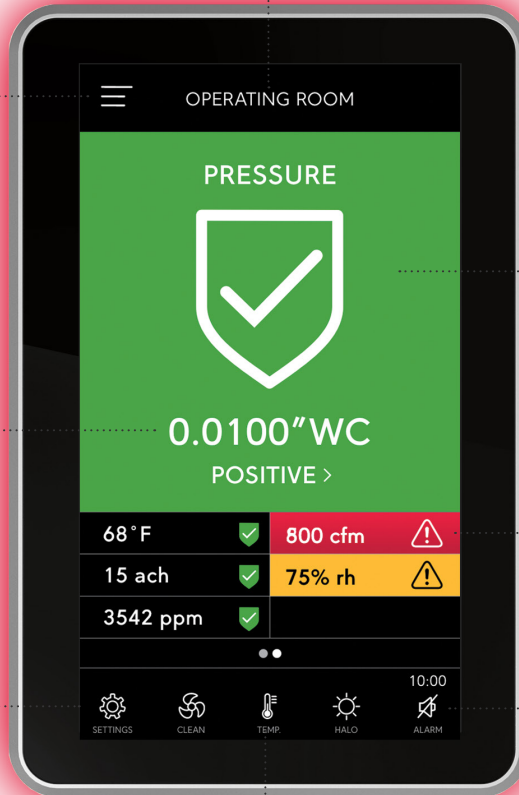 OPERATING ROOM
PRESSURE
0.0100"WC
POSITIVE >
68°F
800 cfm
15 ach
75% rh
3542 ppm
10:00
SETTINGS
CLEAN
TEMP.
HALO
ALARM